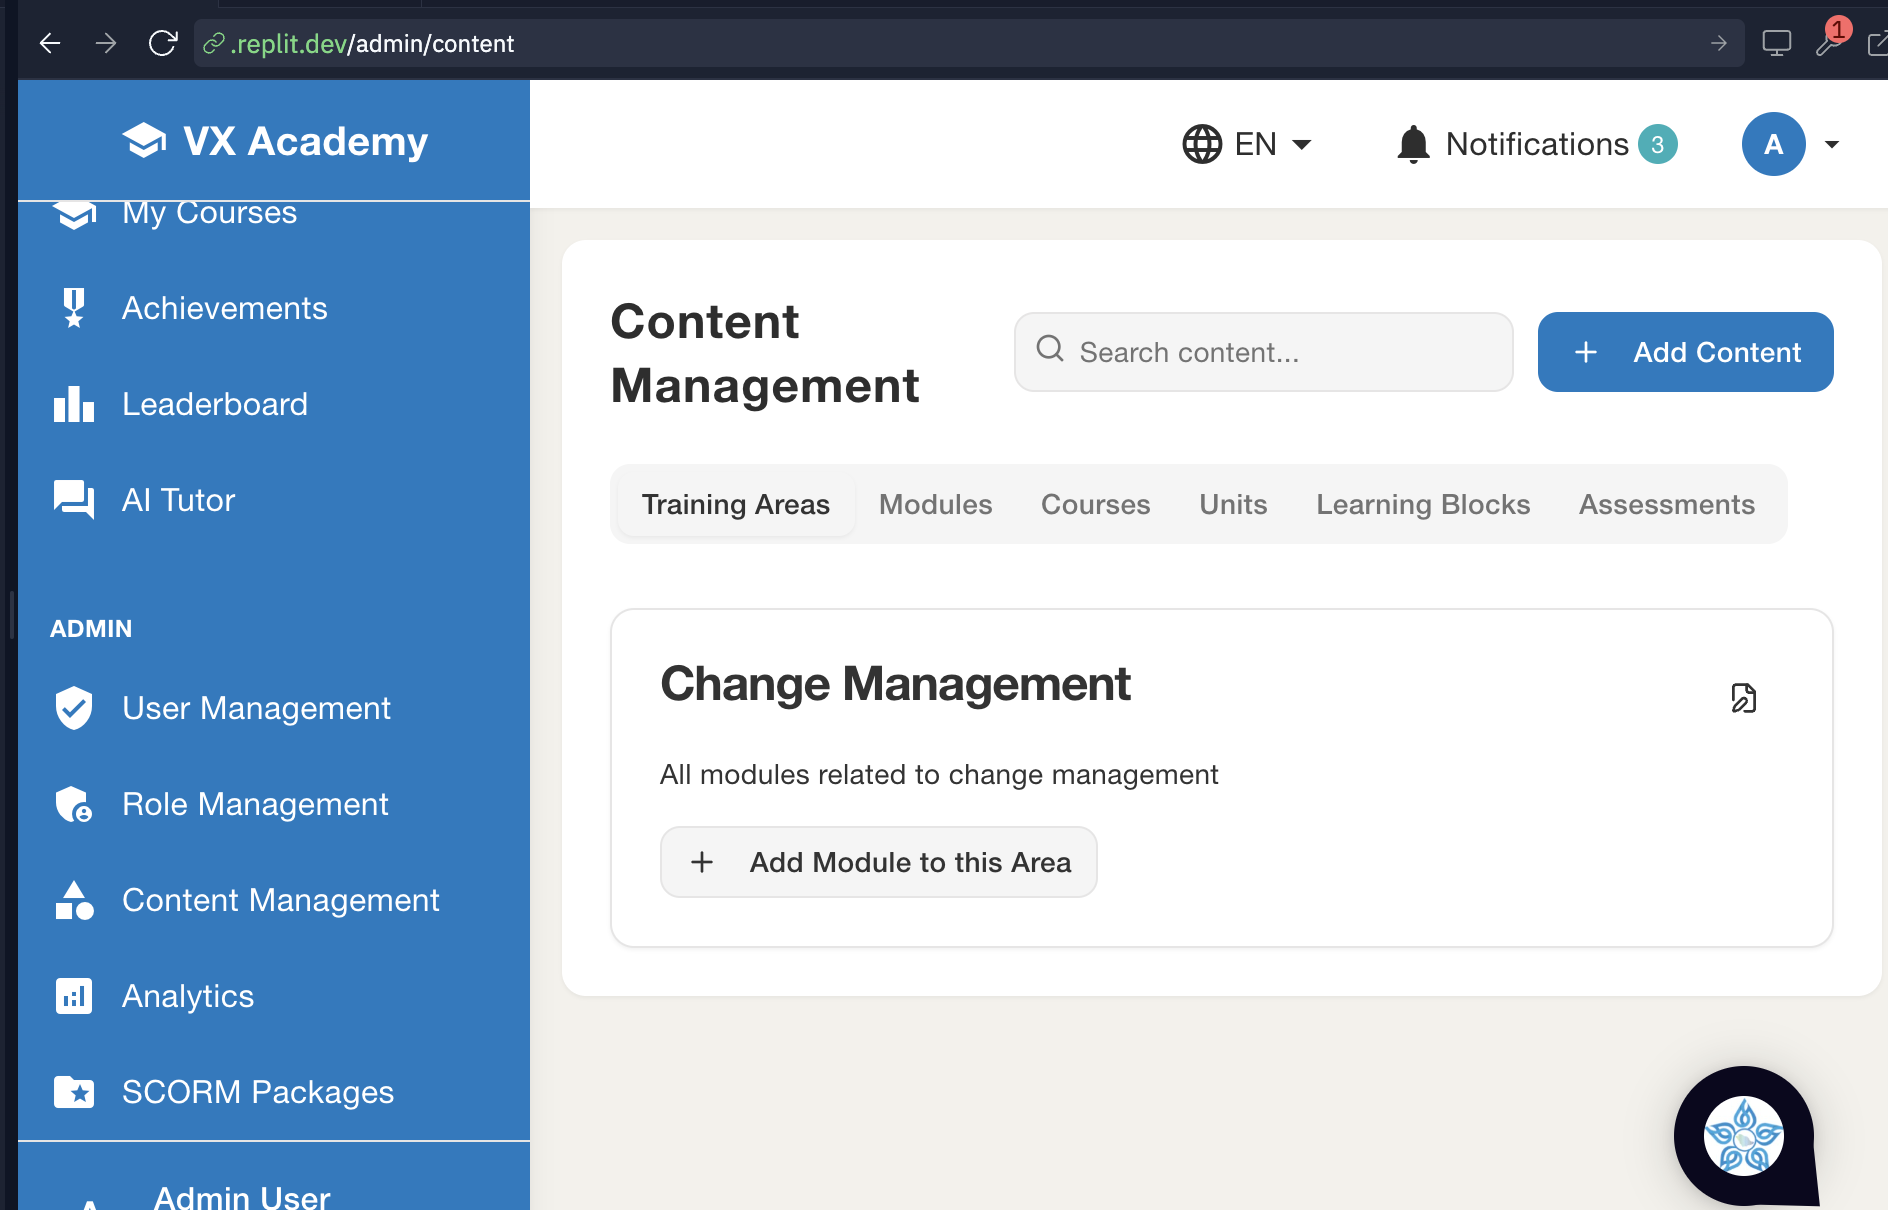 .replit.dev/admin/content
1
VX Academy
My Courses
Achievements
Leaderboard
AI Tutor
ADMIN
User Management
Role Management
Content Management
Analytics
SCORM Packages
Admin User
EN
Notifications 3
A
Content
Management
Search content...
+ Add Content
Training Areas
Modules
Courses
Units
Learning Blocks
Assessments
Change Management
All modules related to change management
+ Add Module to this Area